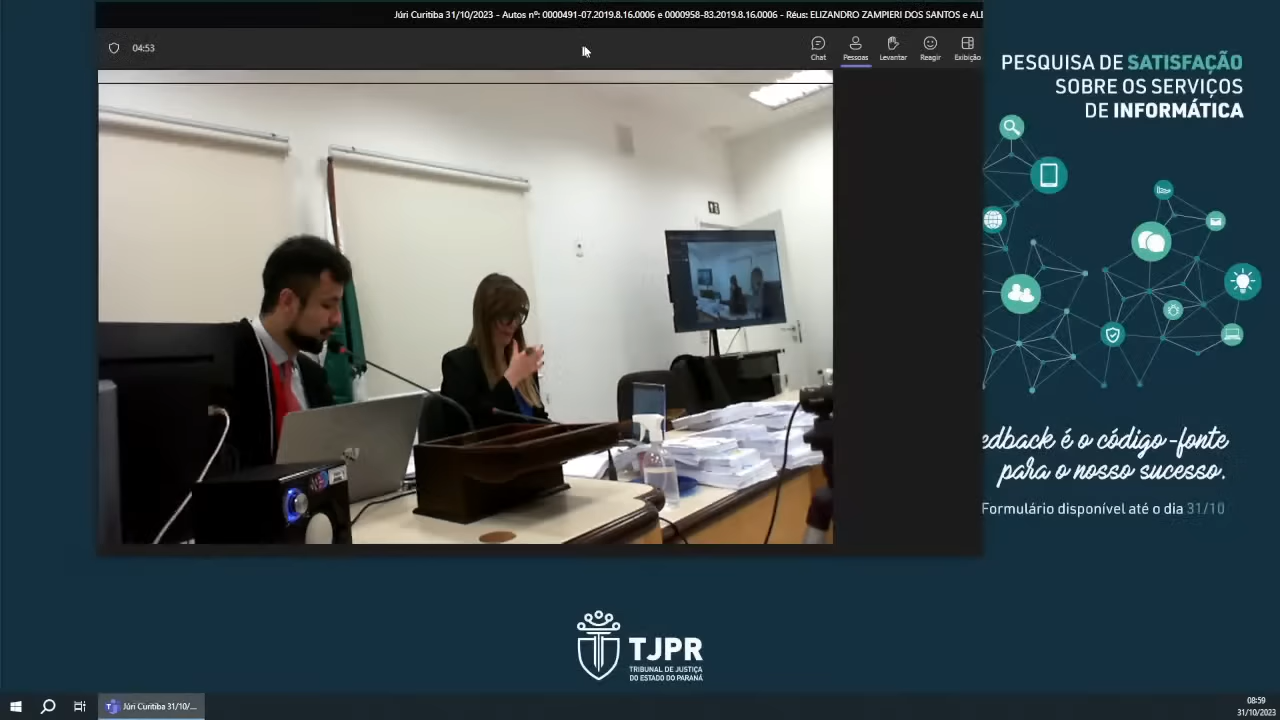 Júri Curitiba 31/10/2023 - Autos nº: 0000491-07.2019.8.16.0006 e 0000958-83.2019.8.16.0006 - Réus: ELIZANDRO ZAMPIERI DOS SANTOS e ALI
04:53
Chat
Pessoas
Levantar
Reagir
Exibição
PESQUISA DE SATISFAÇÃO
SOBRE OS SERVIÇOS
DE INFORMÁTICA
edback é o código-fonte
para o nosso sucesso.
Formulário disponível até o dia 31/10
TJPR
TRIBUNAL DE JUSTIÇA
DO ESTADO DO PARANÁ
Júri Curitiba 31/10/...
08:59
31/10/2023